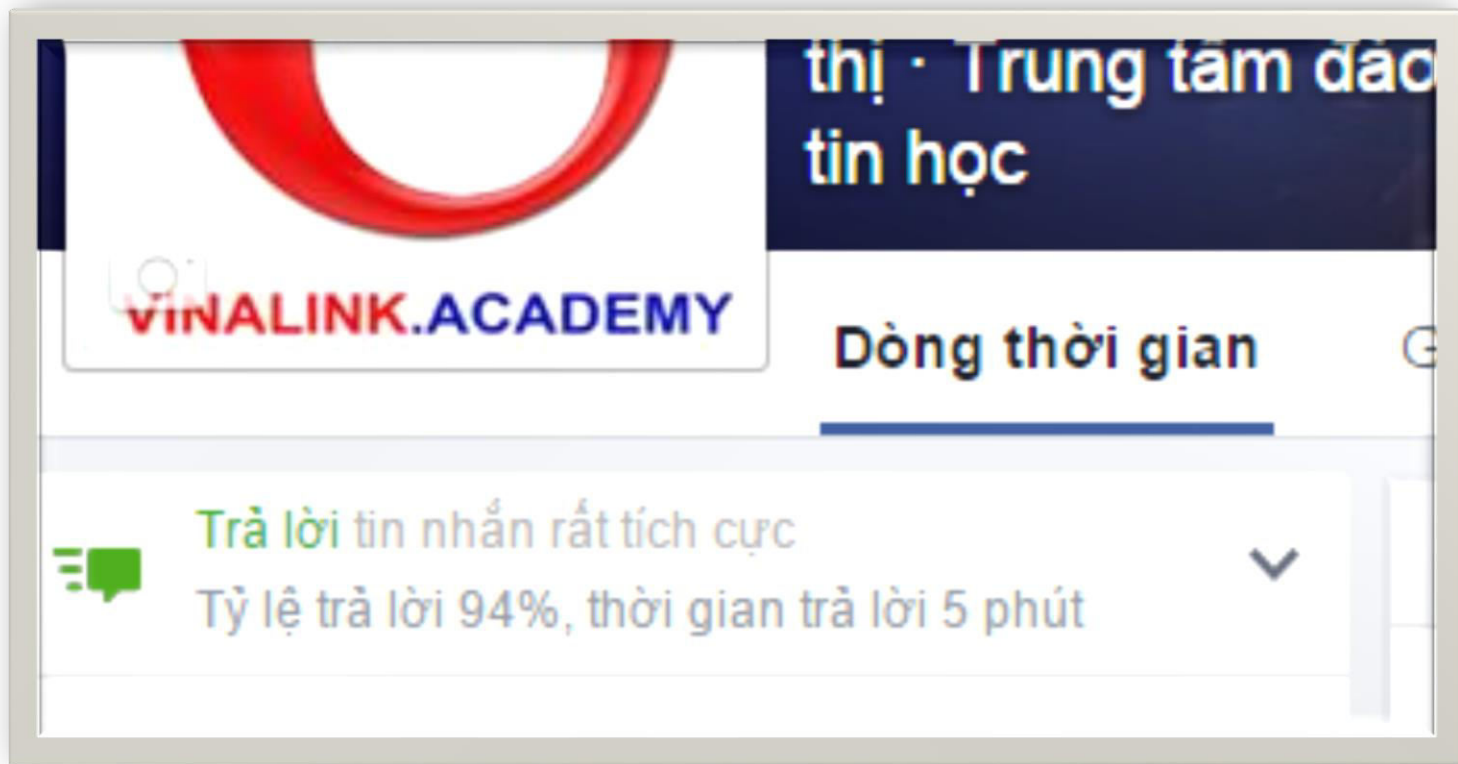 thị · Trung tâm đào
tin học
VINALINK.ACADEMY
Dòng thời gian
Trả lời tin nhắn rất tích cực
Tỷ lệ trả lời 94%, thời gian trả lời 5 phút